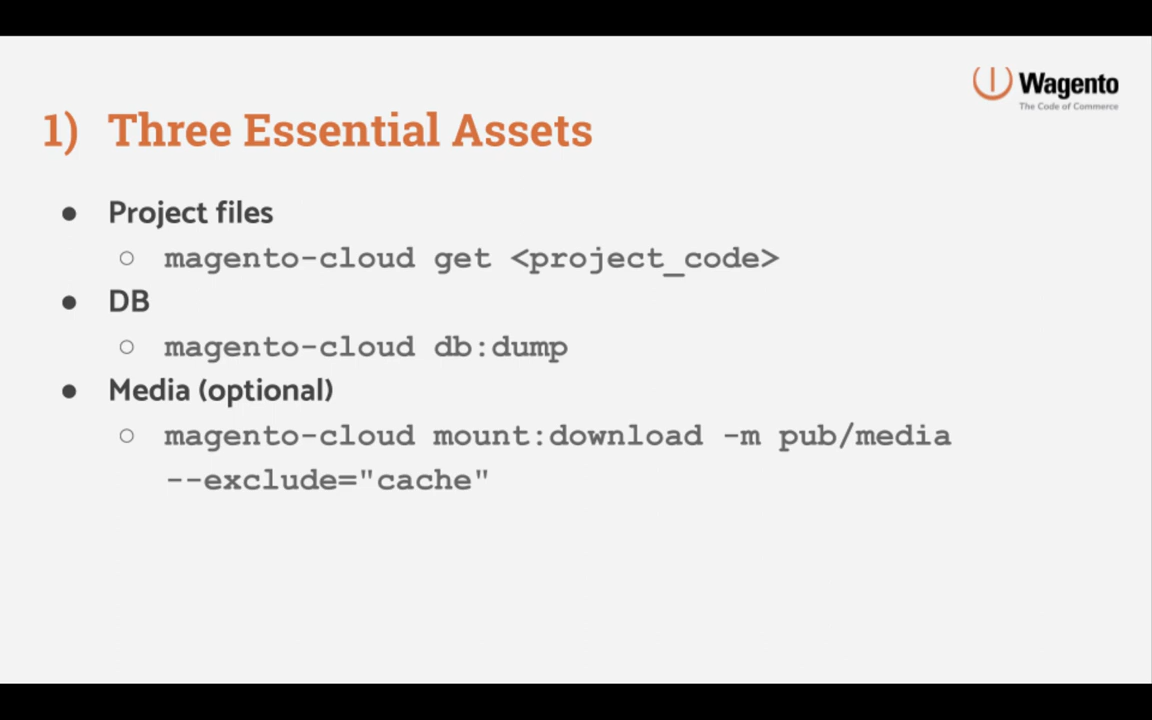 Wagento
The Code of Commerce
1) Three Essential Assets
● Project files
○ magento-cloud get <project_code>
● DB
○ magento-cloud db:dump
● Media (optional)
○ magento-cloud mount:download -m pub/media
--exclude="cache"